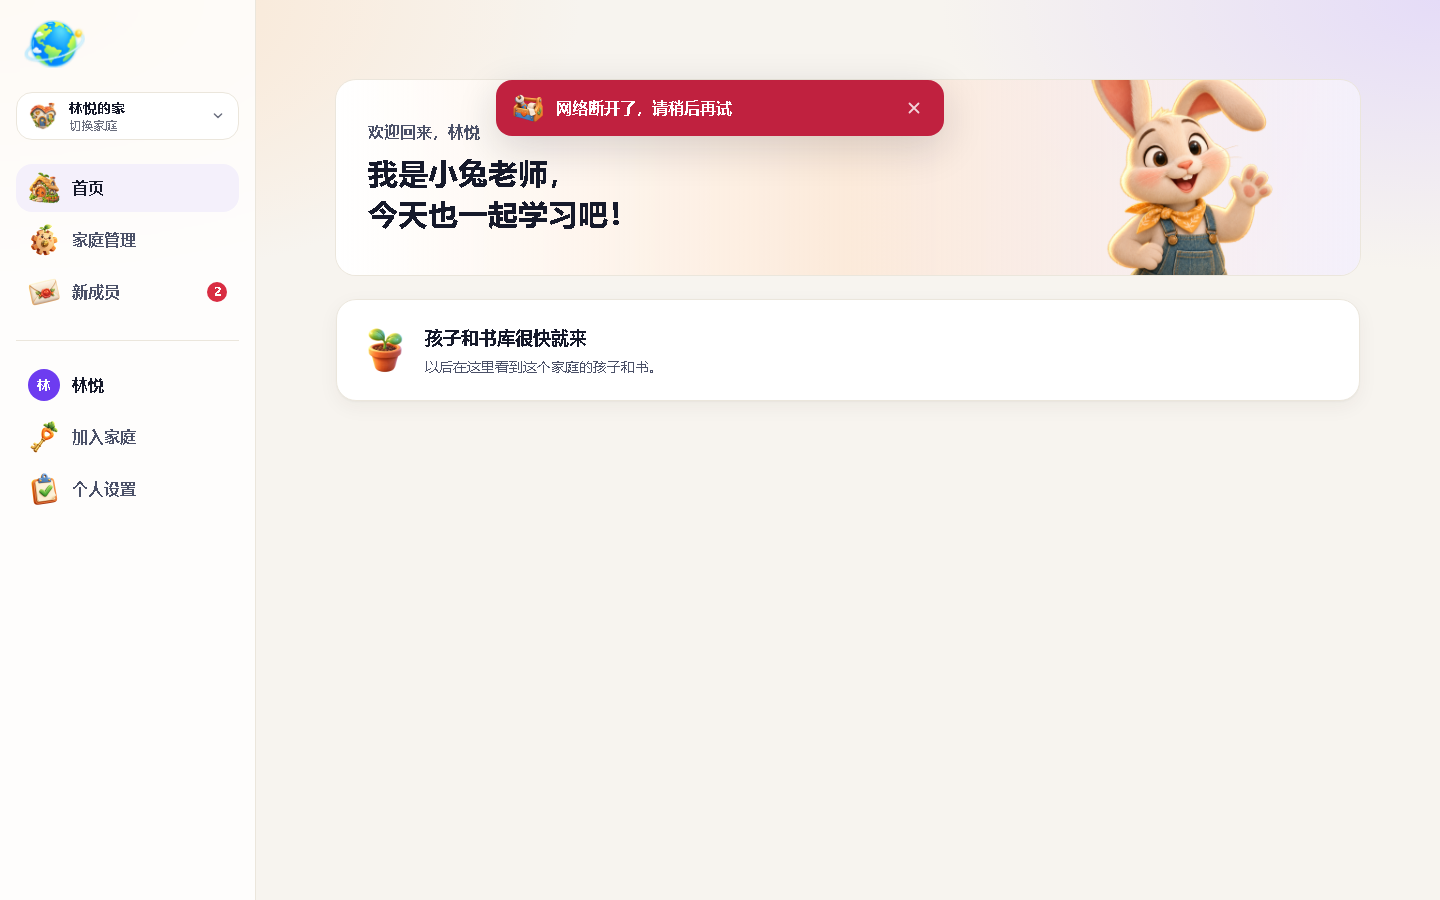 林悦的家
切换家庭
首页
家庭管理
新成员
2
林
林悦
加入家庭
个人设置
网络断开了，请稍后再试
欢迎回来，林悦
我是小兔老师，
今天也一起学习吧！
孩子和书库很快就来
以后在这里看到这个家庭的孩子和书。